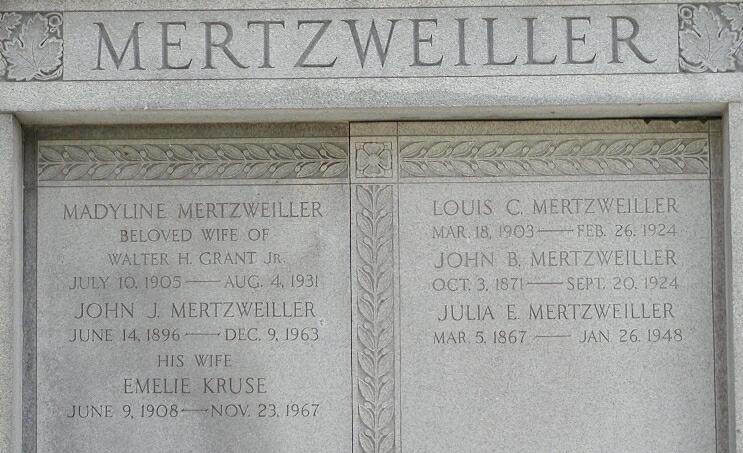 MERTZWEILLER
MADYLINE MERTZWEILLER
BELOVED WIFE OF
WALTER H. GRANT JR.
JULY 10, 1905 — AUG. 4, 1931
JOHN J. MERTZWEILLER
JUNE 14, 1896 — DEC. 9, 1963
HIS WIFE
EMELIE KRUSE
JUNE 9, 1908 — NOV. 23, 1967
LOUIS C. MERTZWEILLER
MAR. 18, 1903 — FEB. 26, 1924
JOHN B. MERTZWEILLER
OCT. 3, 1871 — SEPT. 20, 1924
JULIA E. MERTZWEILLER
MAR. 5, 1867 — JAN. 26, 1948